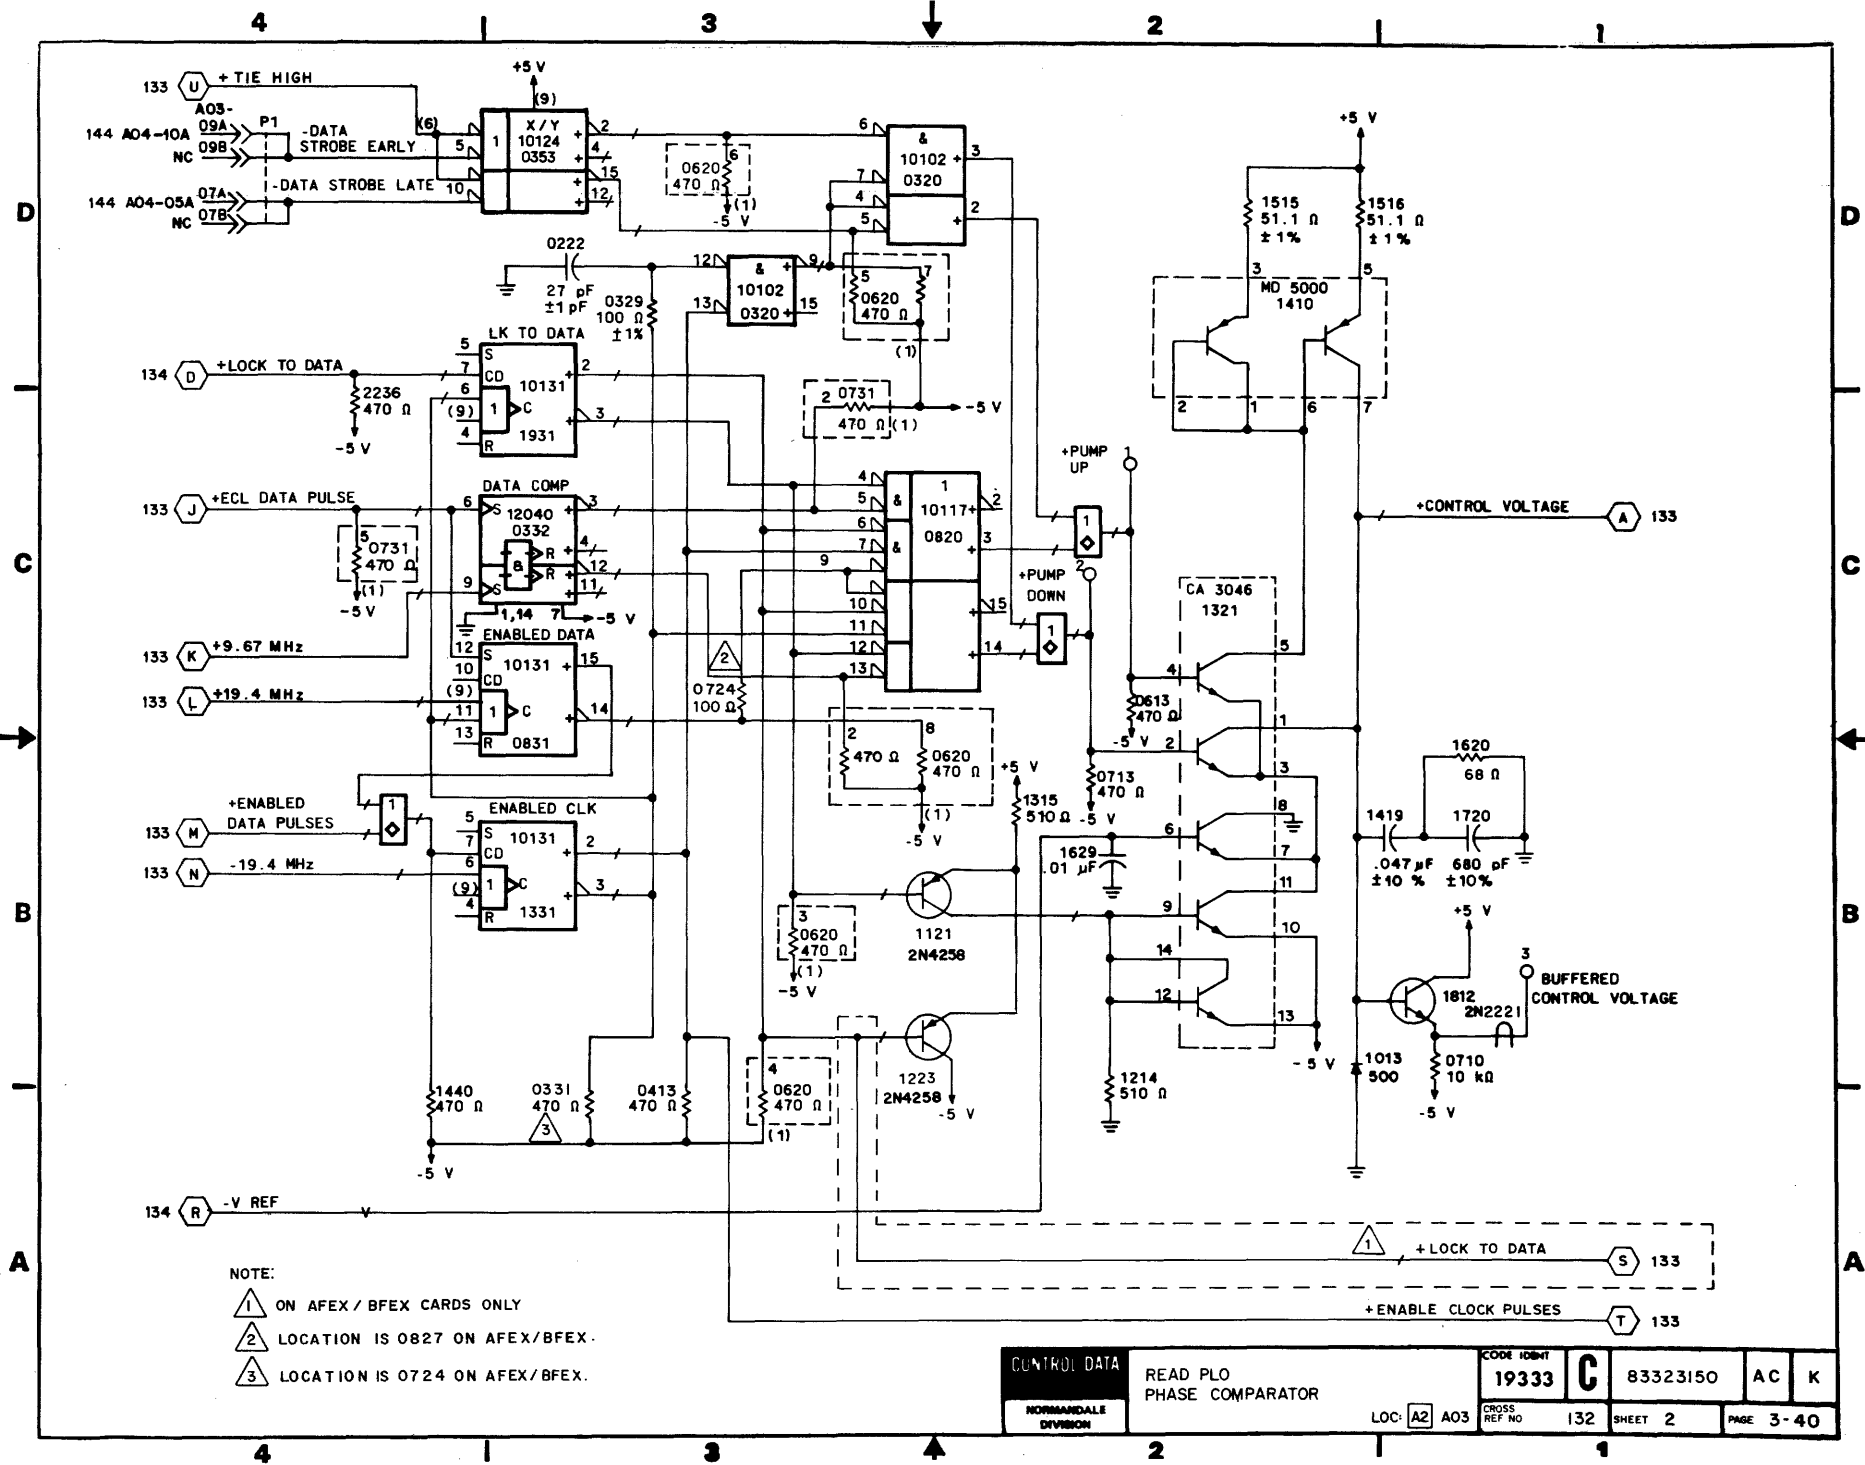 4 3 2 1
133 U + TIE HIGH
A03-
144 A04-10A 09A P1
NC 09B
-DATA
STROBE EARLY
144 A04-05A 07A
NC 07B
-DATA STROBE LATE
+5 V
(9)
(6)
5
10
1
X/Y
10124
0353
+ 2
+ 4
+ 15
+ 12
6
0620
470 Ω
(1)
-5 V
6
7
4
5
&
10102
0320
+ 3
+ 2
0222
27 pF
±1 pF
0329
100 Ω
±1%
12
13
&
10102
0320
+ 9
+ 15
5
7
0620
470 Ω
(1)
+5 V
1515
51.1 Ω
±1%
1516
51.1 Ω
±1%
3
5
MD 5000
1410
2
1
6
7
D
D
134 D +LOCK TO DATA
2236
470 Ω
-5 V
LK TO DATA
5 S
7 CD
6
(9)
4 R
1
C
10131
1931
+ 2
+ 3
2
0731
470 Ω
(1)
-5 V
133 J +ECL DATA PULSE
5
0731
470 Ω
(1)
-5 V
DATA COMP
6 S
9 S
12040
0332
R
&
R
+ 3
+ 4
+ 12
+ 11
1,14
7
-5 V
4
5
6
7
9
10
11
12
13
&
&
1
10117
0820
+ 2
+ 3
+ 15
+ 14
+PUMP
UP
1
1
+PUMP
DOWN
2
1
+CONTROL VOLTAGE A 133
C
C
CA 3046
1321
133 K +9.67 MHz
133 L +19.4 MHz
ENABLED DATA
12 S
10 CD
(9)
11
13 R
1
C
10131
0831
+ 15
+ 14
2
0724
100 Ω
2
470 Ω
8
0620
470 Ω
(1)
-5 V
4
5
0613
470 Ω
-5 V
2
1
3
0713
470 Ω
-5 V
+5 V
1315
510 Ω
133 M +ENABLED
DATA PULSES
1
133 N -19.4 MHz
ENABLED CLK
5 S
7 CD
6
(9)
4 R
1
C
10131
1331
+ 2
+ 3
1629
.01 µF
6
8
7
9
11
10
14
12
13
-5 V
1620
68 Ω
1419
.047 µF
±10 %
1720
680 pF
±10%
B
B
3
0620
470 Ω
(1)
-5 V
1121
2N4258
1223
2N4258
-5 V
1214
510 Ω
+5 V
3
BUFFERED
CONTROL VOLTAGE
1812
2N2221
1013
500
0710
10 kΩ
-5 V
1440
470 Ω
-5 V
0331
470 Ω
3
0413
470 Ω
4
0620
470 Ω
(1)
134 R -V REF
1
+LOCK TO DATA S 133
+ENABLE CLOCK PULSES T 133
A
A
NOTE:
1 ON AFEX/BFEX CARDS ONLY
2 LOCATION IS 0827 ON AFEX/BFEX.
3 LOCATION IS 0724 ON AFEX/BFEX.
CONTROL DATA
NORMANDALE
DIVISION
READ PLO
PHASE COMPARATOR
LOC: A2 A03
CODE IDENT
19333
C
83323150
AC
K
CROSS
REF NO 132
SHEET 2
PAGE 3-40
4 3 2 1